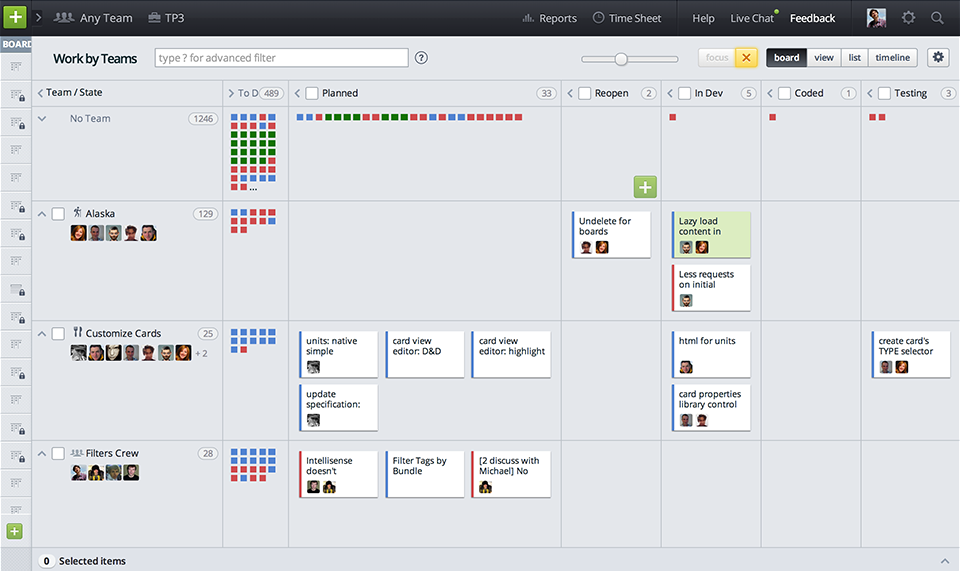 Any Team TP3 Reports Time Sheet Help Live Chat Feedback
BOARD
Work by Teams type ? for advanced filter ? focus board view list timeline
Team / State To D 489 Planned 33 Reopen 2 In Dev 5 Coded 1 Testing 3
No Team 1246
...
Alaska 129
Undelete for
boards
Lazy load
content in
Less requests
on initial
Customize Cards 25
+ 2
units: native
simple
card view
editor: D&D
card view
editor: highlight
html for units
create card's
TYPE selector
update
specification:
card properties
library control
Filters Crew 28
Intellisense
doesn't
Filter Tags by
Bundle
[2 discuss with
Michael] No
0 Selected items